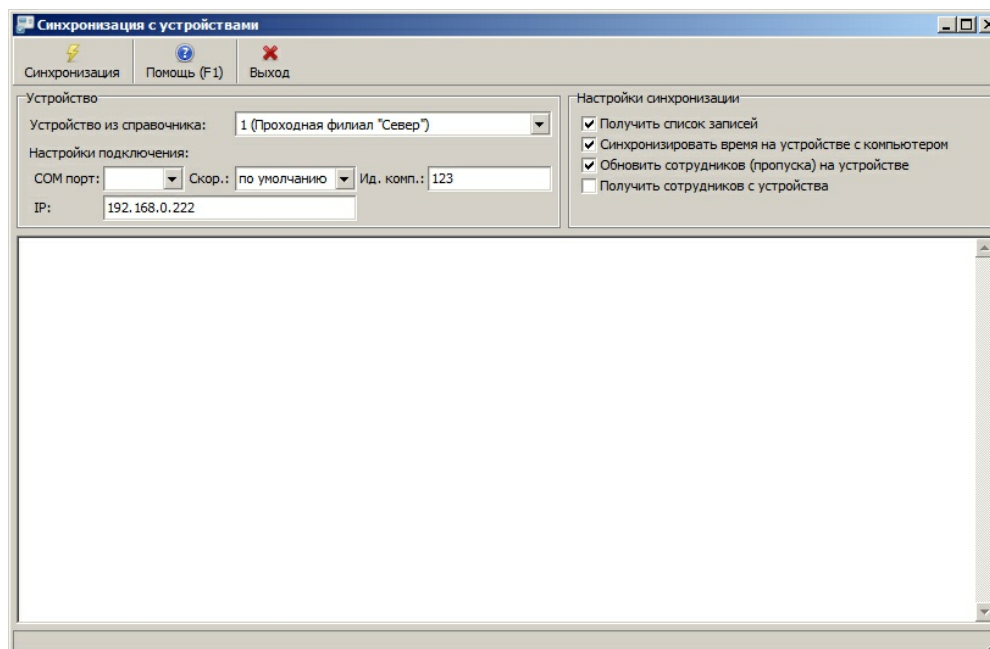 Синхронизация с устройствами
Синхронизация Помощь (F1) Выход
Устройство
Устройство из справочника: 1 (Проходная филиал "Север")
Настройки подключения:
COM порт: Скор.: по умолчанию Ид. комп.: 123
IP: 192.168.0.222
Настройки синхронизации
Получить список записей
Синхронизировать время на устройстве с компьютером
Обновить сотрудников (пропуска) на устройстве
Получить сотрудников с устройства